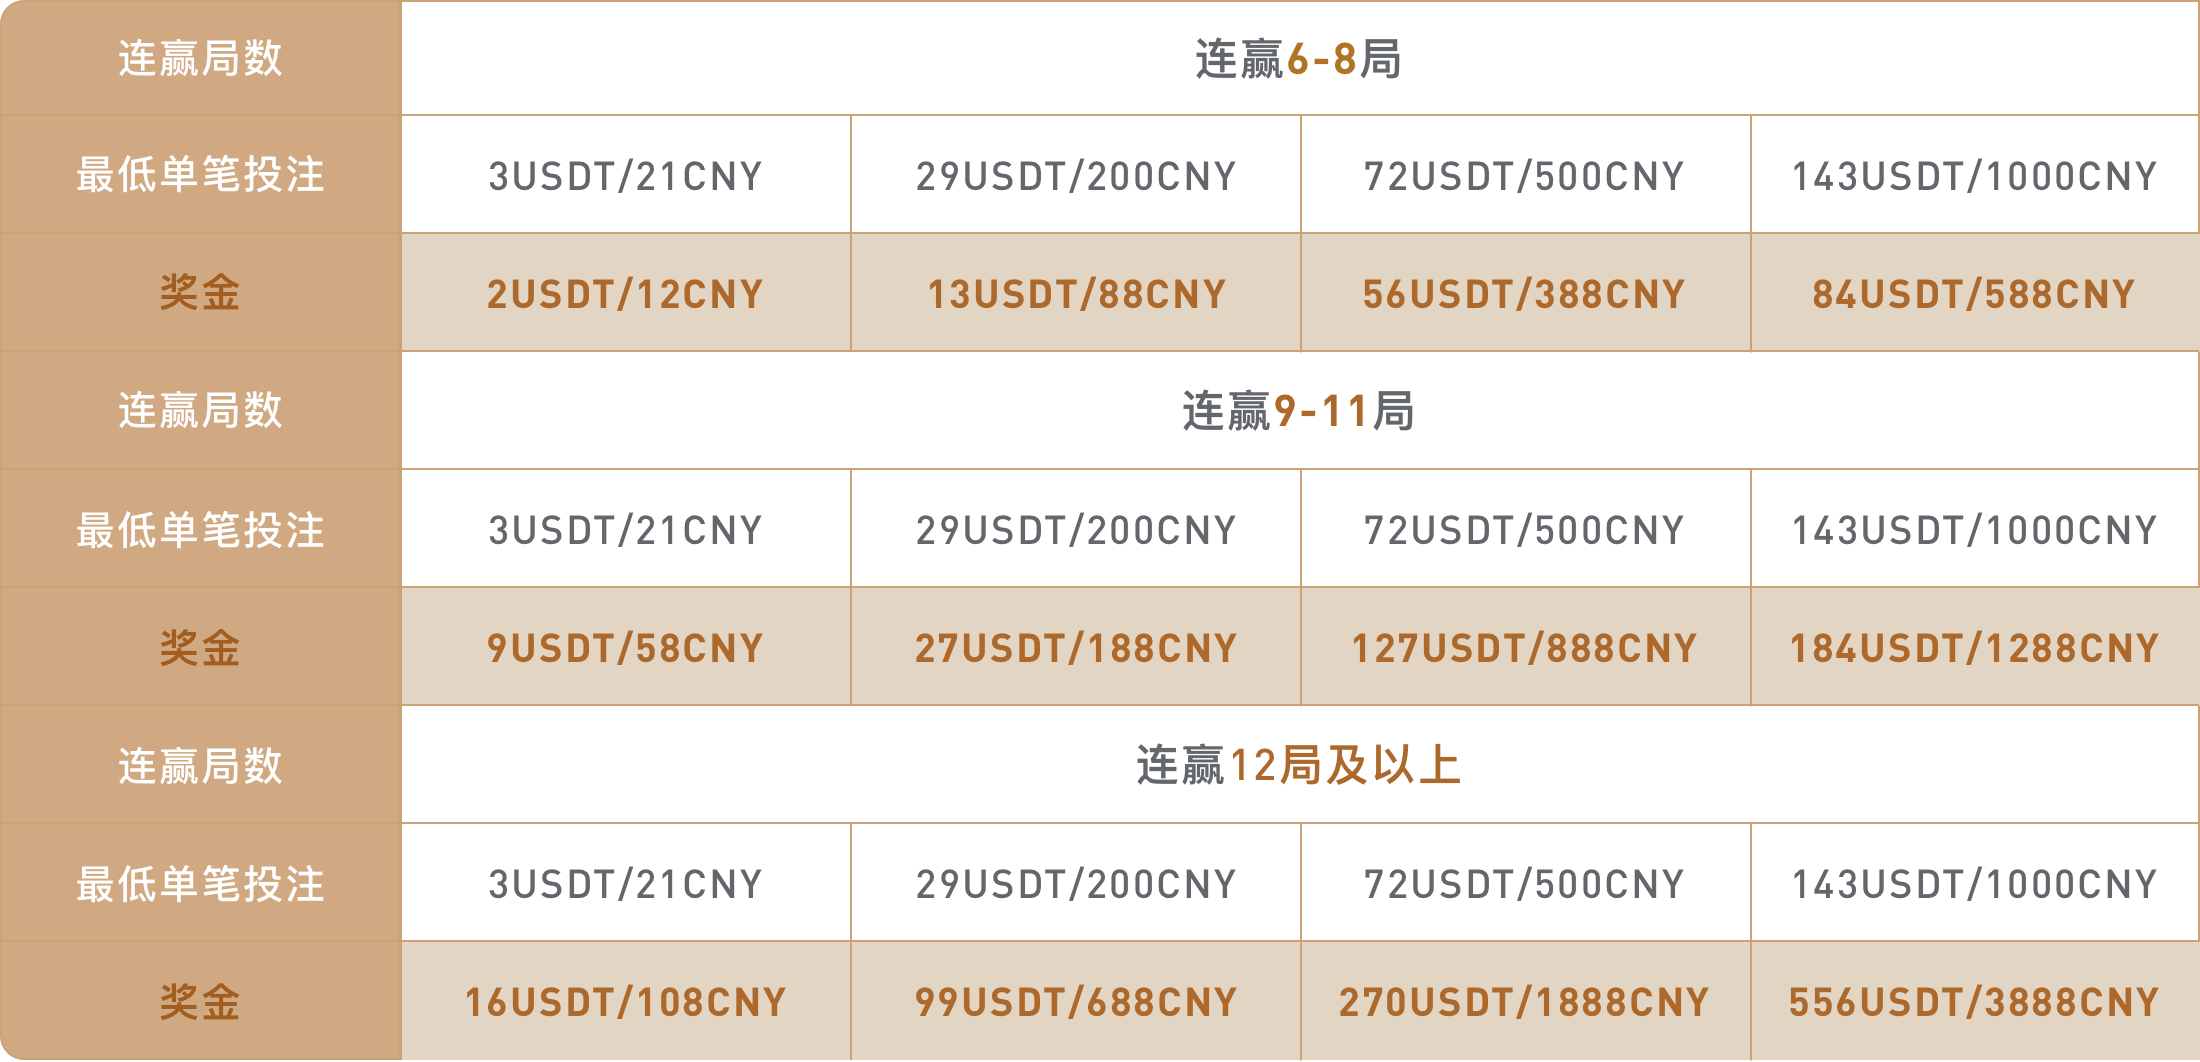 连赢局数 连赢6-8局
最低单笔投注 3USDT/21CNY 29USDT/200CNY 72USDT/500CNY 143USDT/1000CNY
奖金 2USDT/12CNY 13USDT/88CNY 56USDT/388CNY 84USDT/588CNY
连赢局数 连赢9-11局
最低单笔投注 3USDT/21CNY 29USDT/200CNY 72USDT/500CNY 143USDT/1000CNY
奖金 9USDT/58CNY 27USDT/188CNY 127USDT/888CNY 184USDT/1288CNY
连赢局数 连赢12局及以上
最低单笔投注 3USDT/21CNY 29USDT/200CNY 72USDT/500CNY 143USDT/1000CNY
奖金 16USDT/108CNY 99USDT/688CNY 270USDT/1888CNY 556USDT/3888CNY